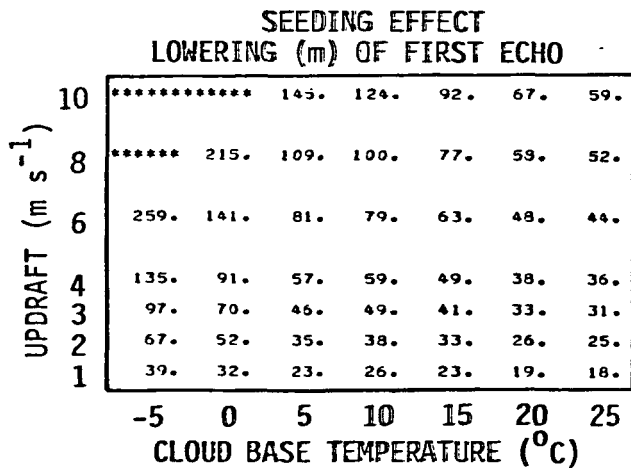 SEEDING EFFECT
LOWERING (m) OF FIRST ECHO
UPDRAFT (m s⁻¹)
10 ************ 145. 124. 92. 67. 59.
8 ****** 215. 109. 100. 77. 59. 52.
6 259. 141. 81. 79. 63. 48. 44.
4 135. 91. 57. 59. 49. 38. 36.
3 97. 70. 46. 49. 41. 33. 31.
2 67. 52. 35. 38. 33. 26. 25.
1 39. 32. 23. 26. 23. 19. 18.
-5 0 5 10 15 20 25
CLOUD BASE TEMPERATURE (°C)